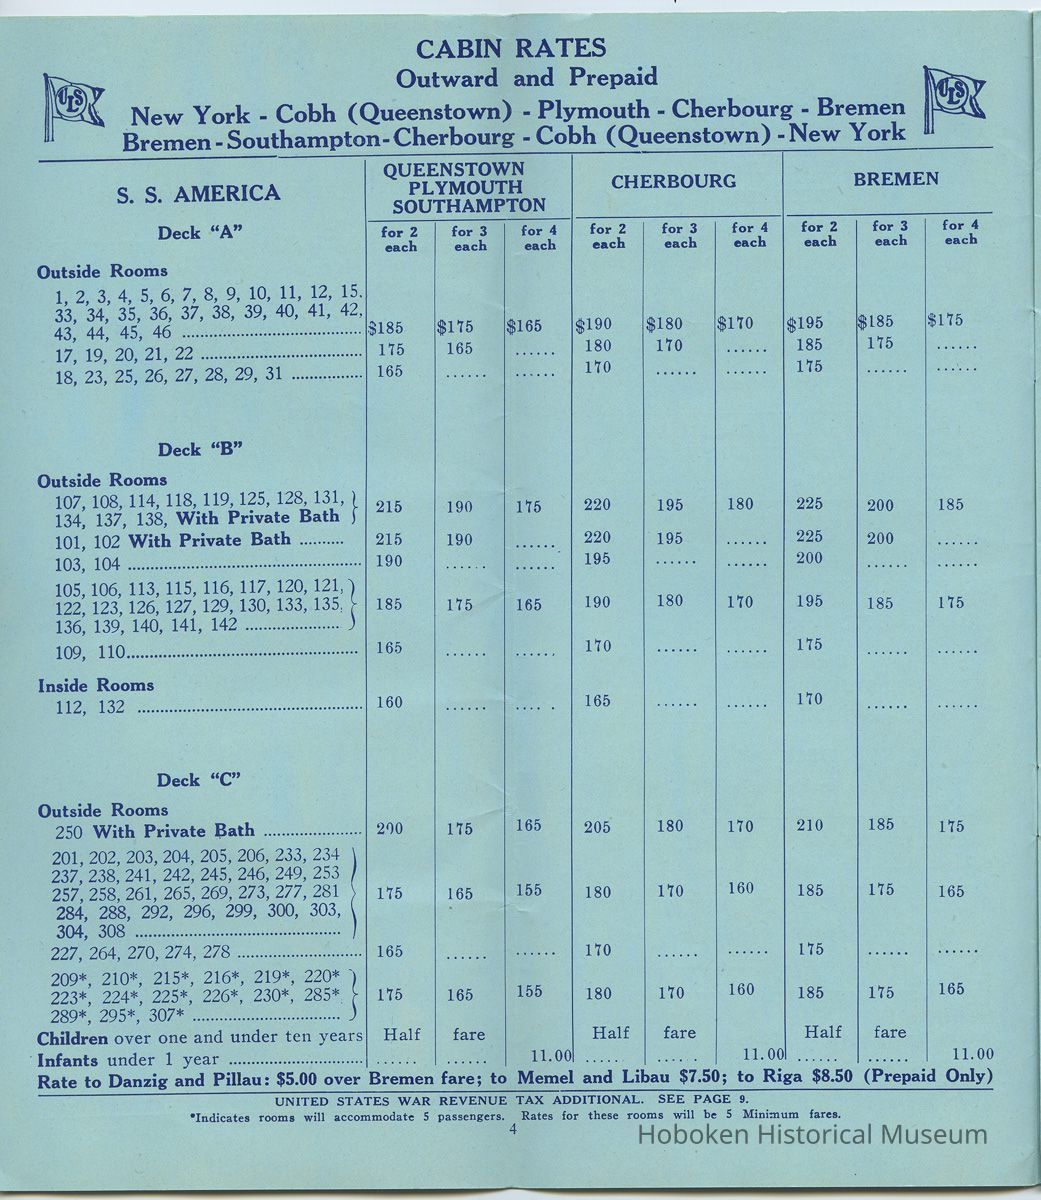 CABIN RATES
Outward and Prepaid
ULS
ULS
New York - Cobh (Queenstown) - Plymouth - Cherbourg - Bremen
Bremen - Southampton - Cherbourg - Cobh (Queenstown) - New York
S. S. AMERICA
QUEENSTOWN
PLYMOUTH
SOUTHAMPTON
CHERBOURG
BREMEN
Deck "A"
for 2 each for 3 each for 4 each for 2 each for 3 each for 4 each for 2 each for 3 each for 4 each
Outside Rooms
1, 2, 3, 4, 5, 6, 7, 8, 9, 10, 11, 12, 15,
33, 34, 35, 36, 37, 38, 39, 40, 41, 42,
43, 44, 45, 46 ........ $185 $175 $165 $190 $180 $170 $195 $185 $175
17, 19, 20, 21, 22 ........ 175 165 ...... 180 170 ...... 185 175 ......
18, 23, 25, 26, 27, 28, 29, 31 ........ 165 ...... ...... 170 ...... ...... 175 ...... ......
Deck "B"
Outside Rooms
107, 108, 114, 118, 119, 125, 128, 131,
134, 137, 138, With Private Bath 215 190 175 220 195 180 225 200 185
101, 102 With Private Bath .......... 215 190 ...... 220 195 ...... 225 200 ......
103, 104 ........ 190 ...... ...... 195 ...... ...... 200 ...... ......
105, 106, 113, 115, 116, 117, 120, 121,
122, 123, 126, 127, 129, 130, 133, 135, 185 175 165 190 180 170 195 185 175
136, 139, 140, 141, 142 ........
109, 110 ........ 165 ...... ...... 170 ...... ...... 175 ...... ......
Inside Rooms
112, 132 ........ 160 ...... ...... 165 ...... ...... 170 ...... ......
Deck "C"
Outside Rooms
250 With Private Bath ........ 200 175 165 205 180 170 210 185 175
201, 202, 203, 204, 205, 206, 233, 234
237, 238, 241, 242, 245, 246, 249, 253
257, 258, 261, 265, 269, 273, 277, 281 175 165 155 180 170 160 185 175 165
284, 288, 292, 296, 299, 300, 303,
304, 308 ........
227, 264, 270, 274, 278 ........ 165 ...... ...... 170 ...... ...... 175 ...... ......
209*, 210*, 215*, 216*, 219*, 220*
223*, 224*, 225*, 226*, 230*, 285* 175 165 155 180 170 160 185 175 165
289*, 295*, 307* ........
Children over one and under ten years Half fare Half fare Half fare
Infants under 1 year ........ ...... ...... 11.00 ...... ...... 11.00 ...... ...... 11.00
Rate to Danzig and Pillau: $5.00 over Bremen fare; to Memel and Libau $7.50; to Riga $8.50 (Prepaid Only)
UNITED STATES WAR REVENUE TAX ADDITIONAL. SEE PAGE 9.
*Indicates rooms will accommodate 5 passengers. Rates for these rooms will be 5 Minimum fares.
4
Hoboken Historical Museum